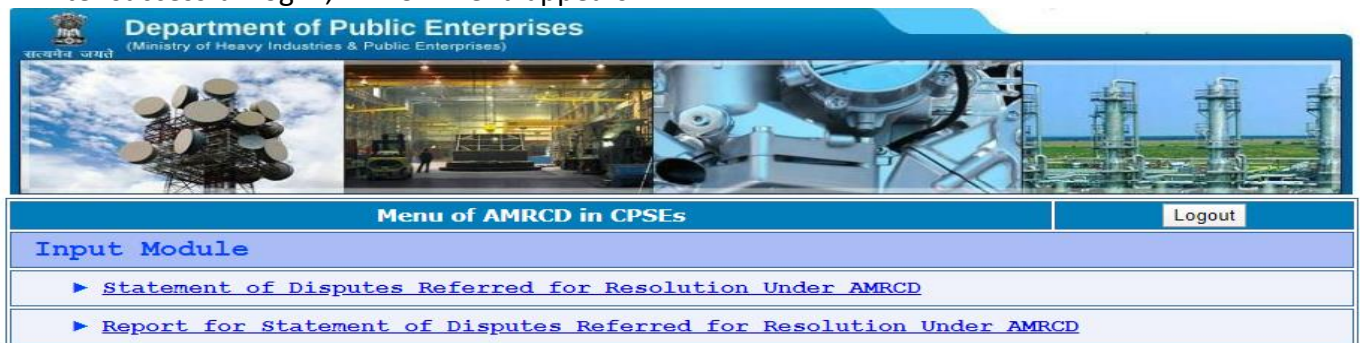 Department of Public Enterprises
(Ministry of Heavy Industries & Public Enterprises)
सत्यमेव जयते
Menu of AMRCD in CPSEs
Logout
Input Module
► Statement of Disputes Referred for Resolution Under AMRCD
► Report for Statement of Disputes Referred for Resolution Under AMRCD